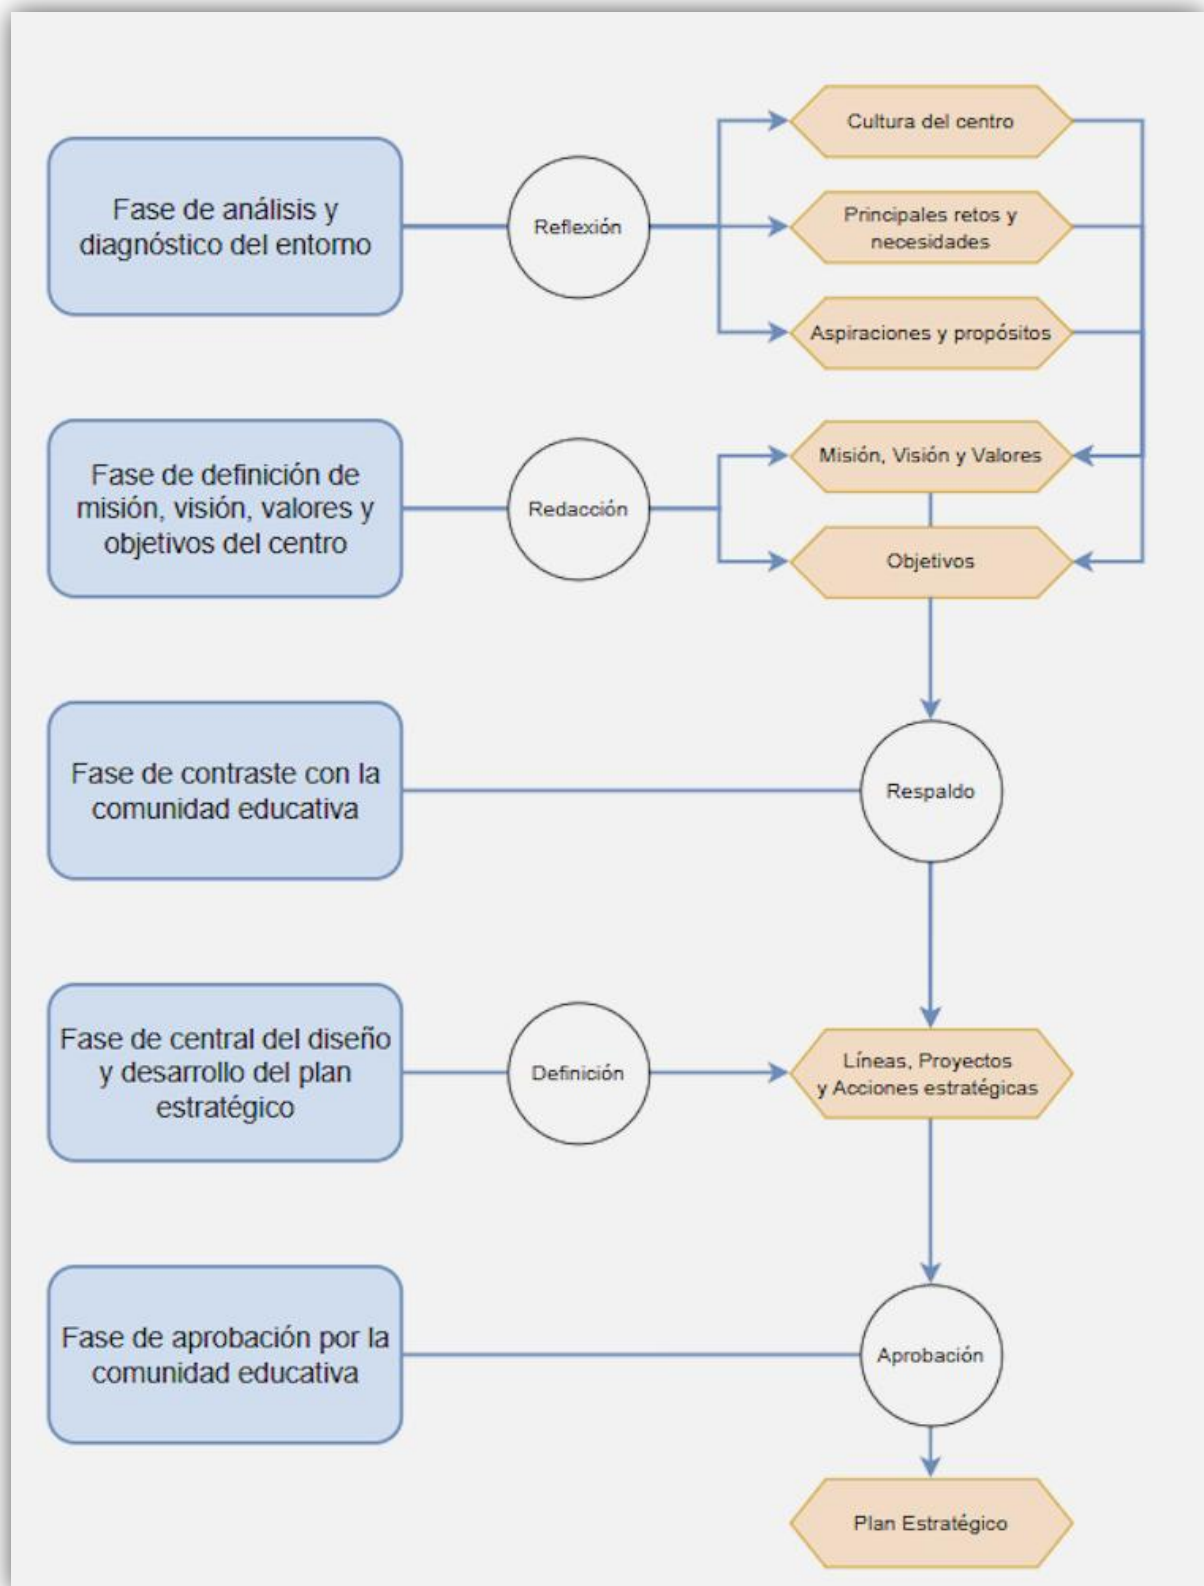 Fase de análisis y
diagnóstico del entorno
Reflexión
Cultura del centro
Principales retos y
necesidades
Aspiraciones y propósitos
Fase de definición de
misión, visión, valores y
objetivos del centro
Redacción
Misión, Visión y Valores
Objetivos
Fase de contraste con la
comunidad educativa
Respaldo
Fase de central del diseño
y desarrollo del plan
estratégico
Definición
Líneas, Proyectos
y Acciones estratégicas
Fase de aprobación por la
comunidad educativa
Aprobación
Plan Estratégico